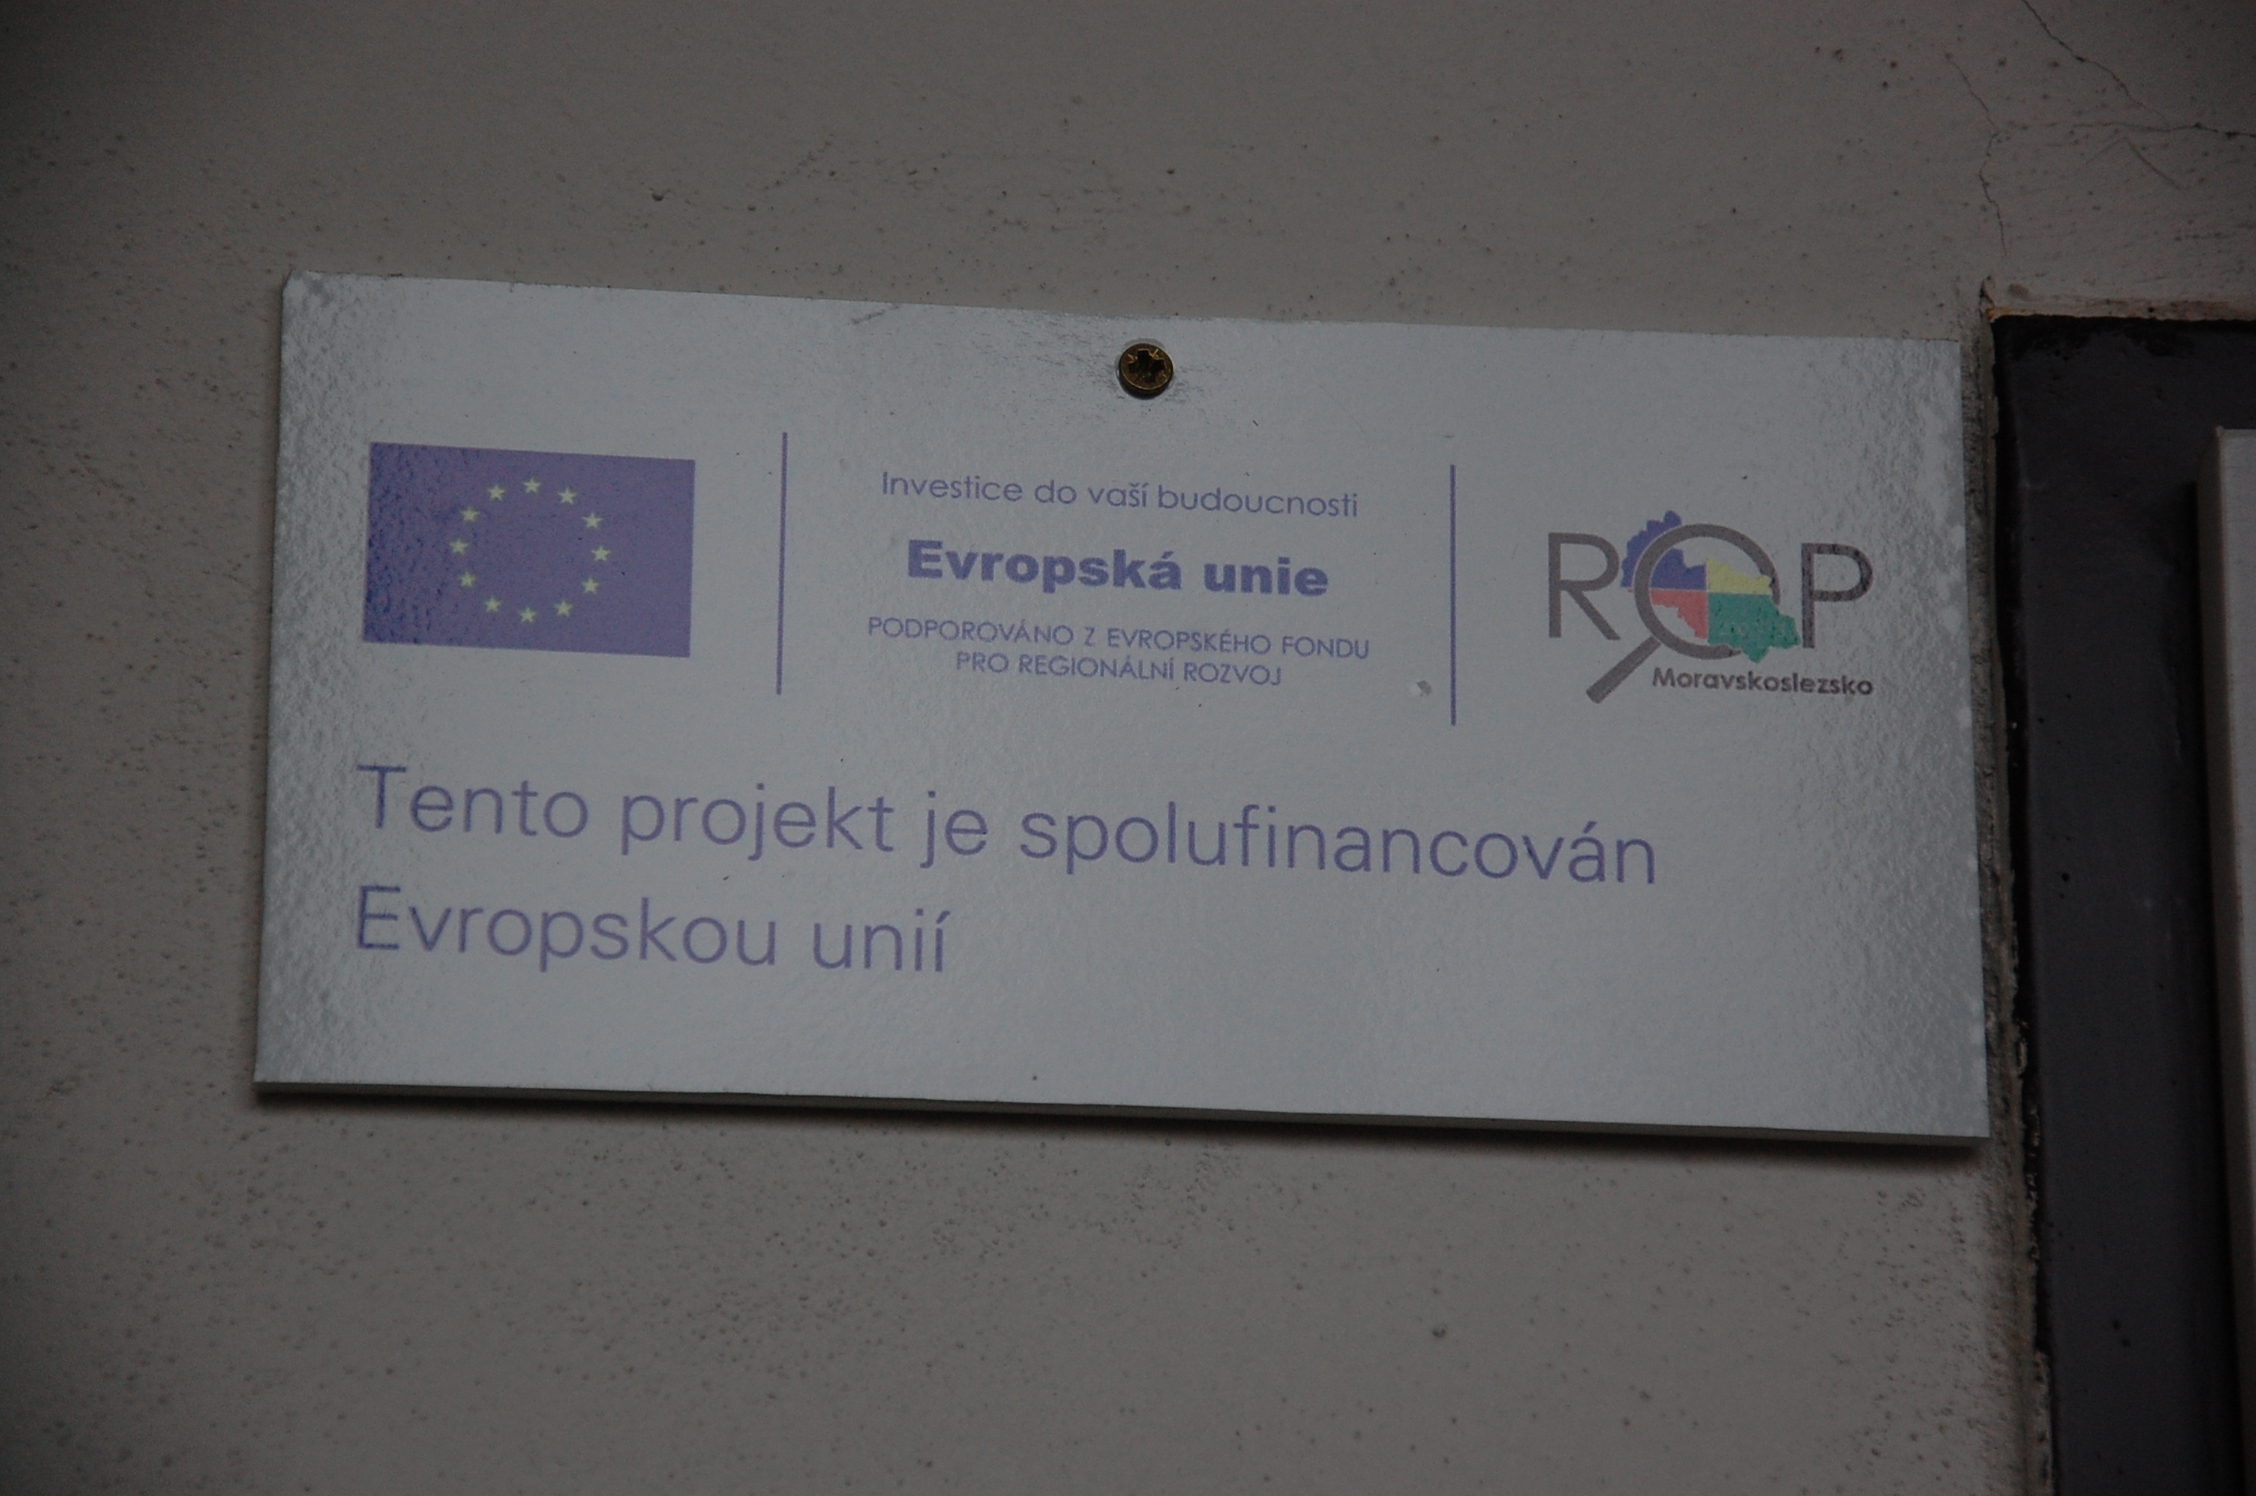 Investice do vaší budoucnosti
Evropská unie
PODPOROVÁNO Z EVROPSKÉHO FONDU
PRO REGIONÁLNÍ ROZVOJ
ROP
Moravskoslezsko
Tento projekt je spolufinancován
Evropskou unií